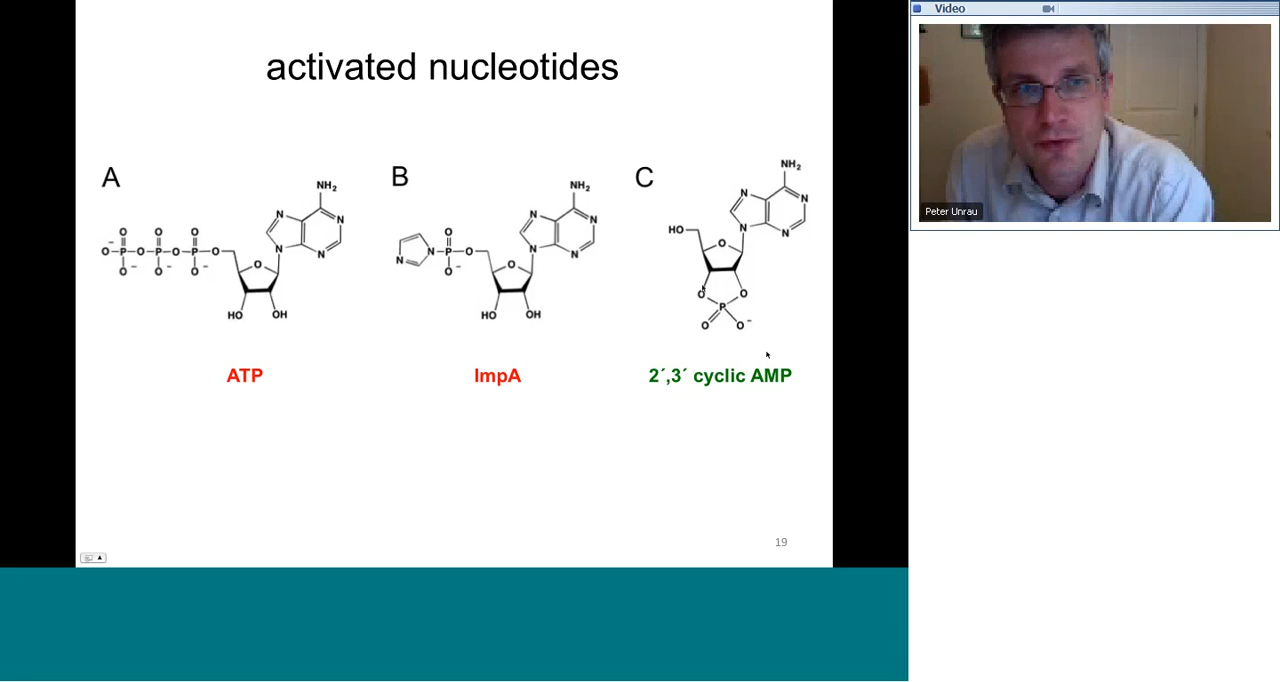 Video
activated nucleotides
A
B
C
NH₂
N
N
N
N
O
O
O
⁻O
P
O
P
O
P
O
O⁻
O⁻
O⁻
O
HO
OH
NH₂
N
N
N
N
N
N
O
P
O
O⁻
O
HO
OH
NH₂
N
N
N
N
HO
O
O
O
P
O
O⁻
ATP
ImpA
2´,3´ cyclic AMP
19
Peter Unrau